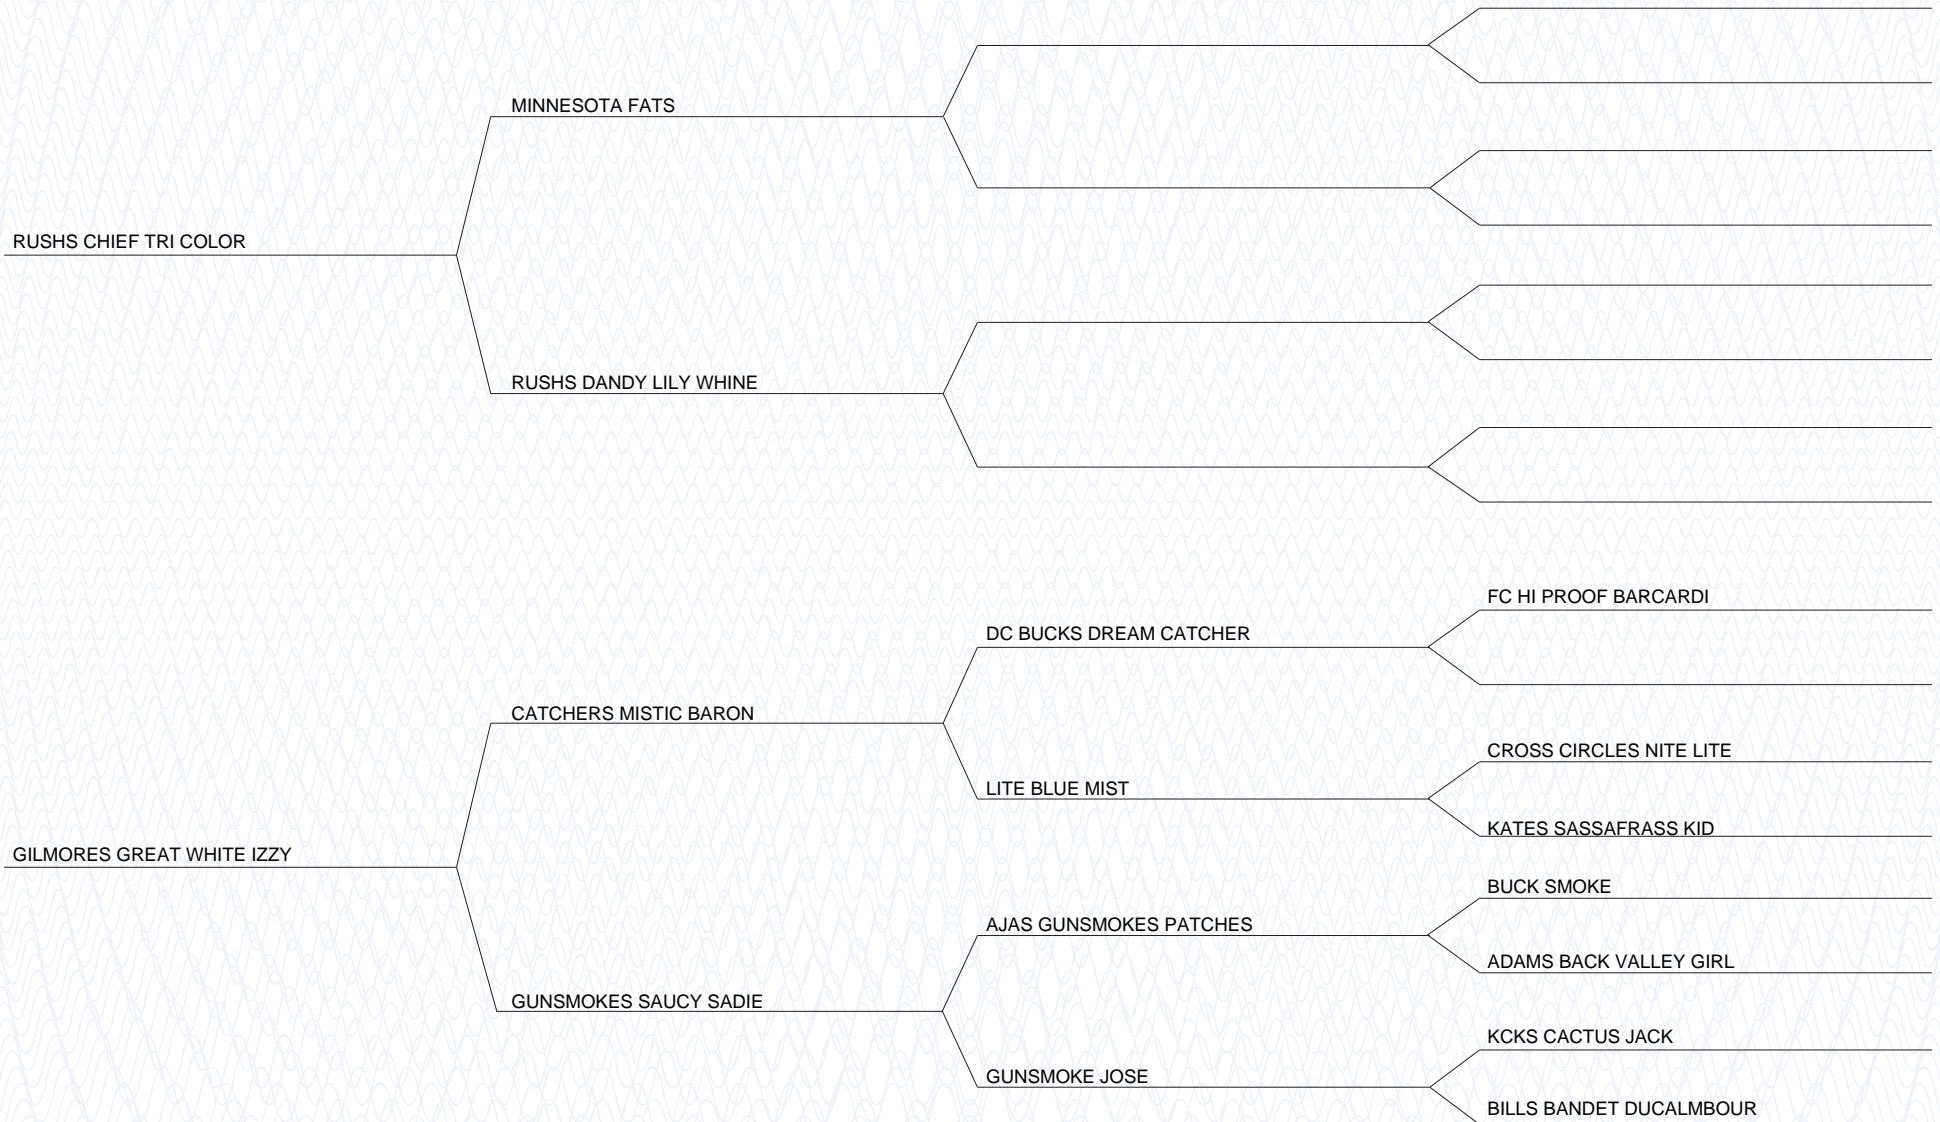 MINNESOTA FATS
RUSHS CHIEF TRI COLOR
RUSHS DANDY LILY WHINE
FC HI PROOF BARCARDI
DC BUCKS DREAM CATCHER
CATCHERS MISTIC BARON
CROSS CIRCLES NITE LITE
LITE BLUE MIST
KATES SASSAFRASS KID
GILMORES GREAT WHITE IZZY
BUCK SMOKE
AJAS GUNSMOKES PATCHES
ADAMS BACK VALLEY GIRL
GUNSMOKES SAUCY SADIE
KCKS CACTUS JACK
GUNSMOKE JOSE
BILLS BANDET DUCALMBOUR